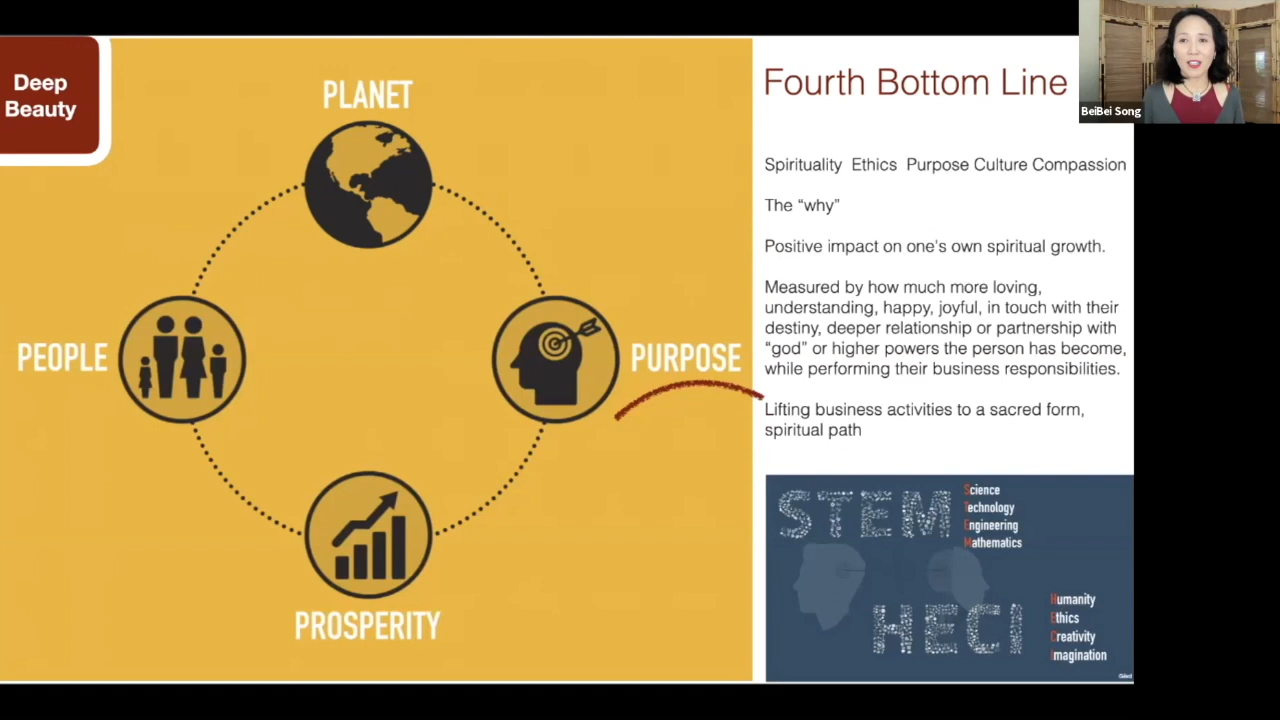 Deep
Beauty
PLANET
PEOPLE
PURPOSE
PROSPERITY
Fourth Bottom Line
BeiBei Song
Spirituality Ethics Purpose Culture Compassion
The “why”
Positive impact on one's own spiritual growth.
Measured by how much more loving,
understanding, happy, joyful, in touch with their
destiny, deeper relationship or partnership with
“god” or higher powers the person has become,
while performing their business responsibilities.
Lifting business activities to a sacred form,
spiritual path
STEM
Science
Technology
Engineering
Mathematics
HECI
Humanity
Ethics
Creativity
Imagination